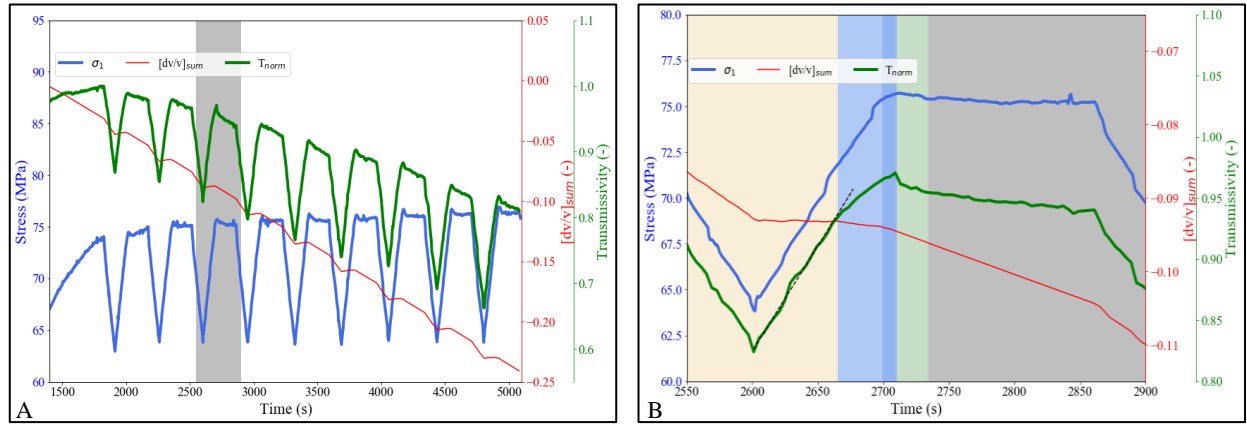 95
90
85
80
75
70
65
60
Stress (MPa)
σ₁
[dv/v]sum
Tnorm
0.05
0.00
−0.05
−0.10
−0.15
−0.20
−0.25
[dv/v]sum (-)
1.1
1.0
0.9
0.8
0.7
0.6
Transmissivity (-)
1500 2000 2500 3000 3500 4000 4500 5000
Time (s)
A
80.0
77.5
75.0
72.5
70.0
67.5
65.0
62.5
60.0
Stress (MPa)
σ₁
[dv/v]sum
Tnorm
−0.07
−0.08
−0.09
−0.10
−0.11
[dv/v]sum (-)
1.10
1.05
1.00
0.95
0.90
0.85
0.80
Transmissivity (-)
2550 2600 2650 2700 2750 2800 2850 2900
Time (s)
B